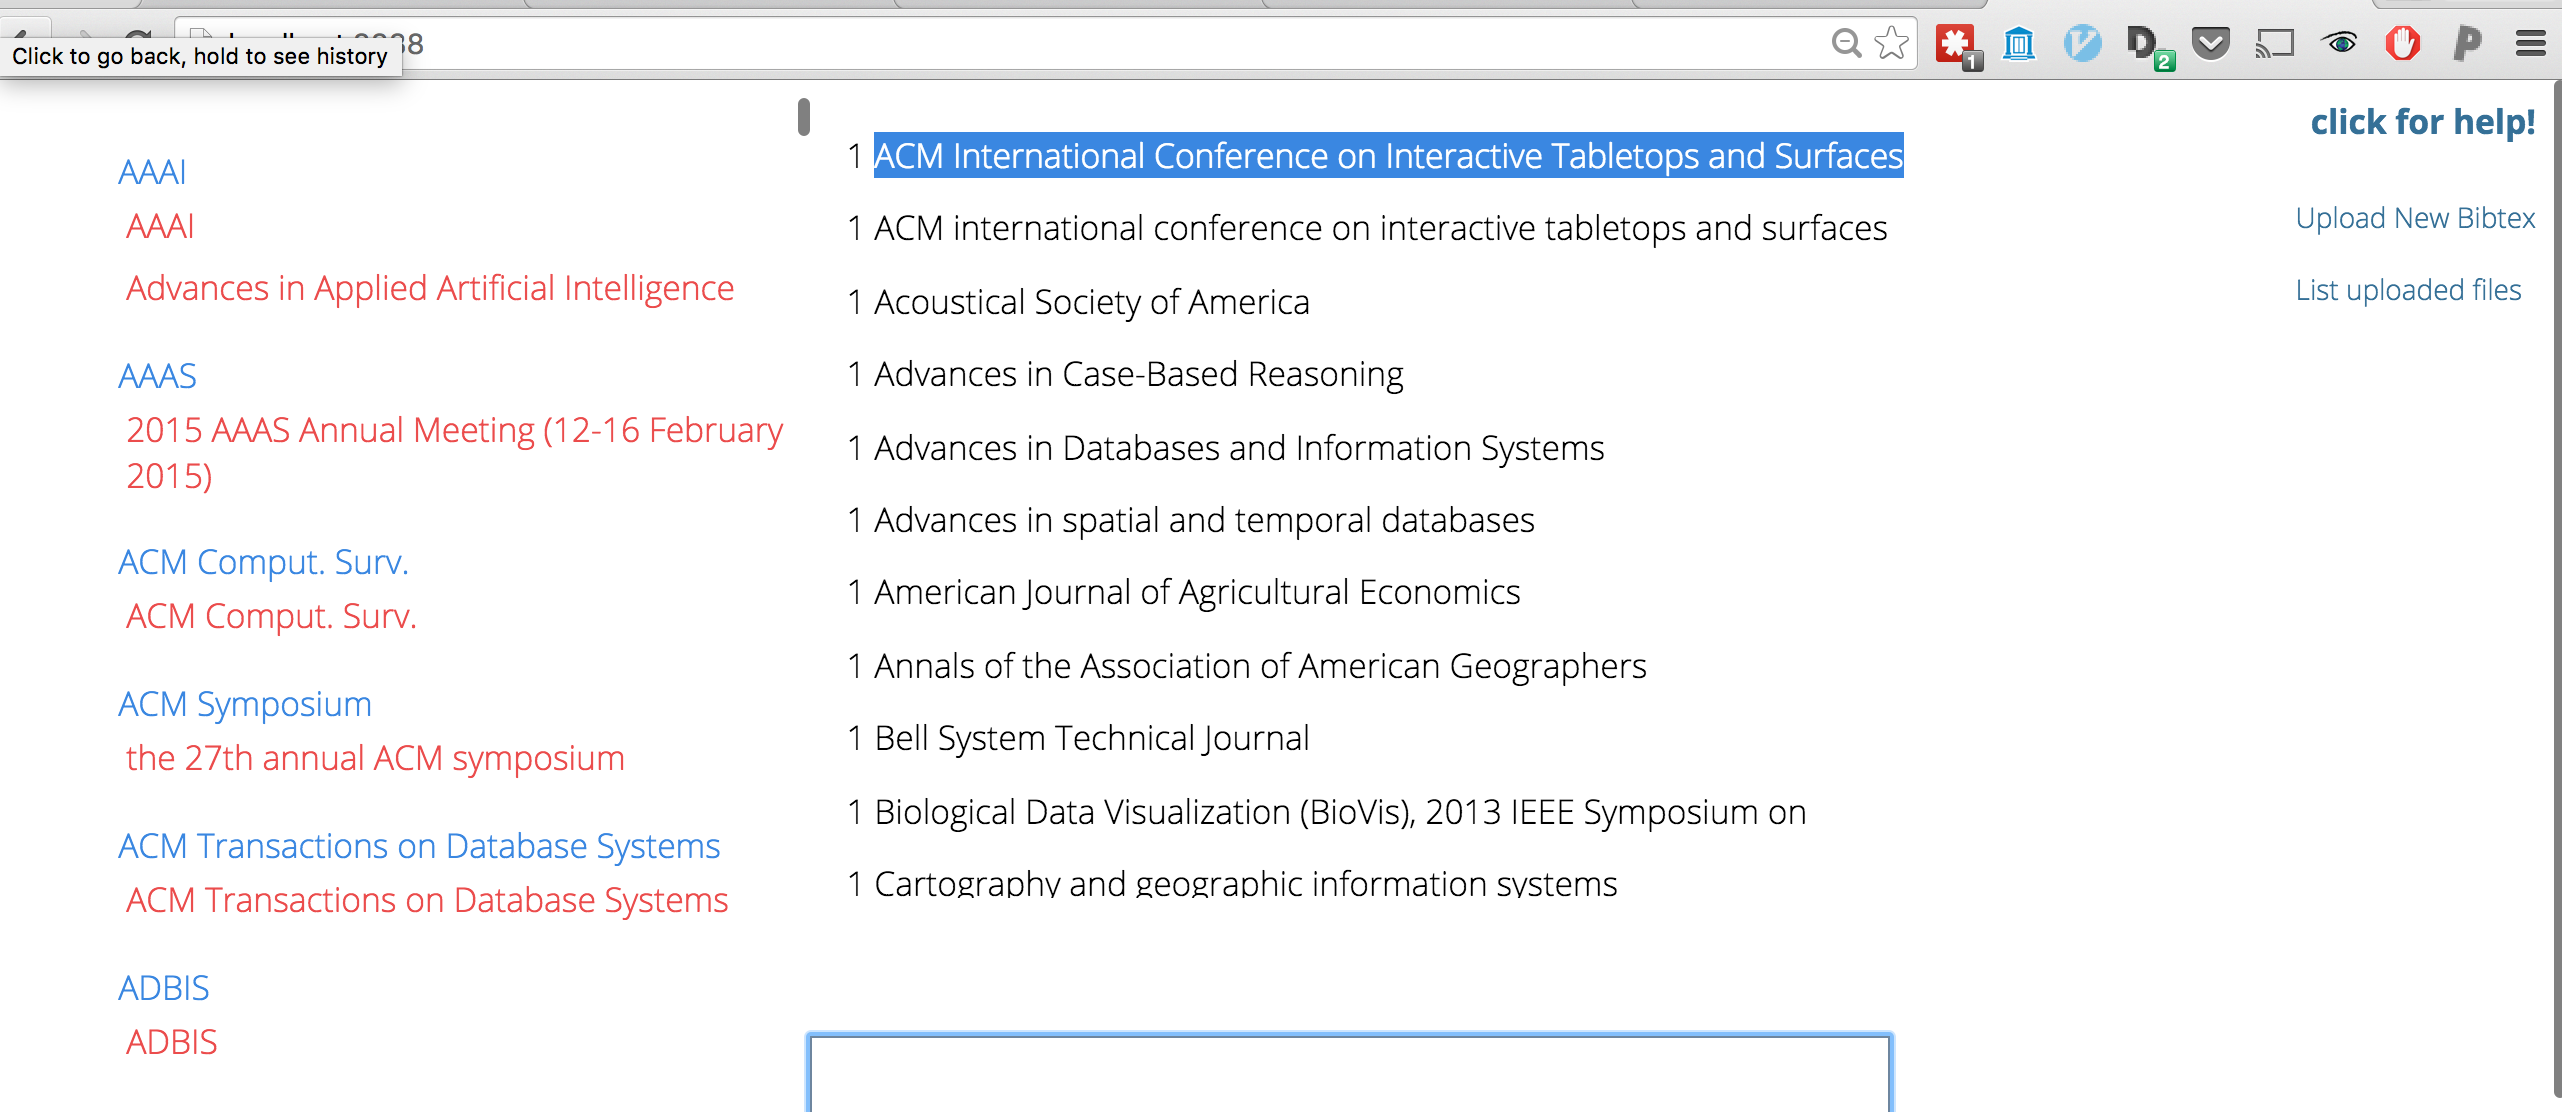 Click to go back, hold to see history
1
2
AAAI
AAAI
Advances in Applied Artificial Intelligence
AAAS
2015 AAAS Annual Meeting (12-16 February
2015)
ACM Comput. Surv.
ACM Comput. Surv.
ACM Symposium
the 27th annual ACM symposium
ACM Transactions on Database Systems
ACM Transactions on Database Systems
ADBIS
ADBIS
1 ACM International Conference on Interactive Tabletops and Surfaces
1 ACM international conference on interactive tabletops and surfaces
1 Acoustical Society of America
1 Advances in Case-Based Reasoning
1 Advances in Databases and Information Systems
1 Advances in spatial and temporal databases
1 American Journal of Agricultural Economics
1 Annals of the Association of American Geographers
1 Bell System Technical Journal
1 Biological Data Visualization (BioVis), 2013 IEEE Symposium on
1 Cartography and geographic information systems
click for help!
Upload New Bibtex
List uploaded files